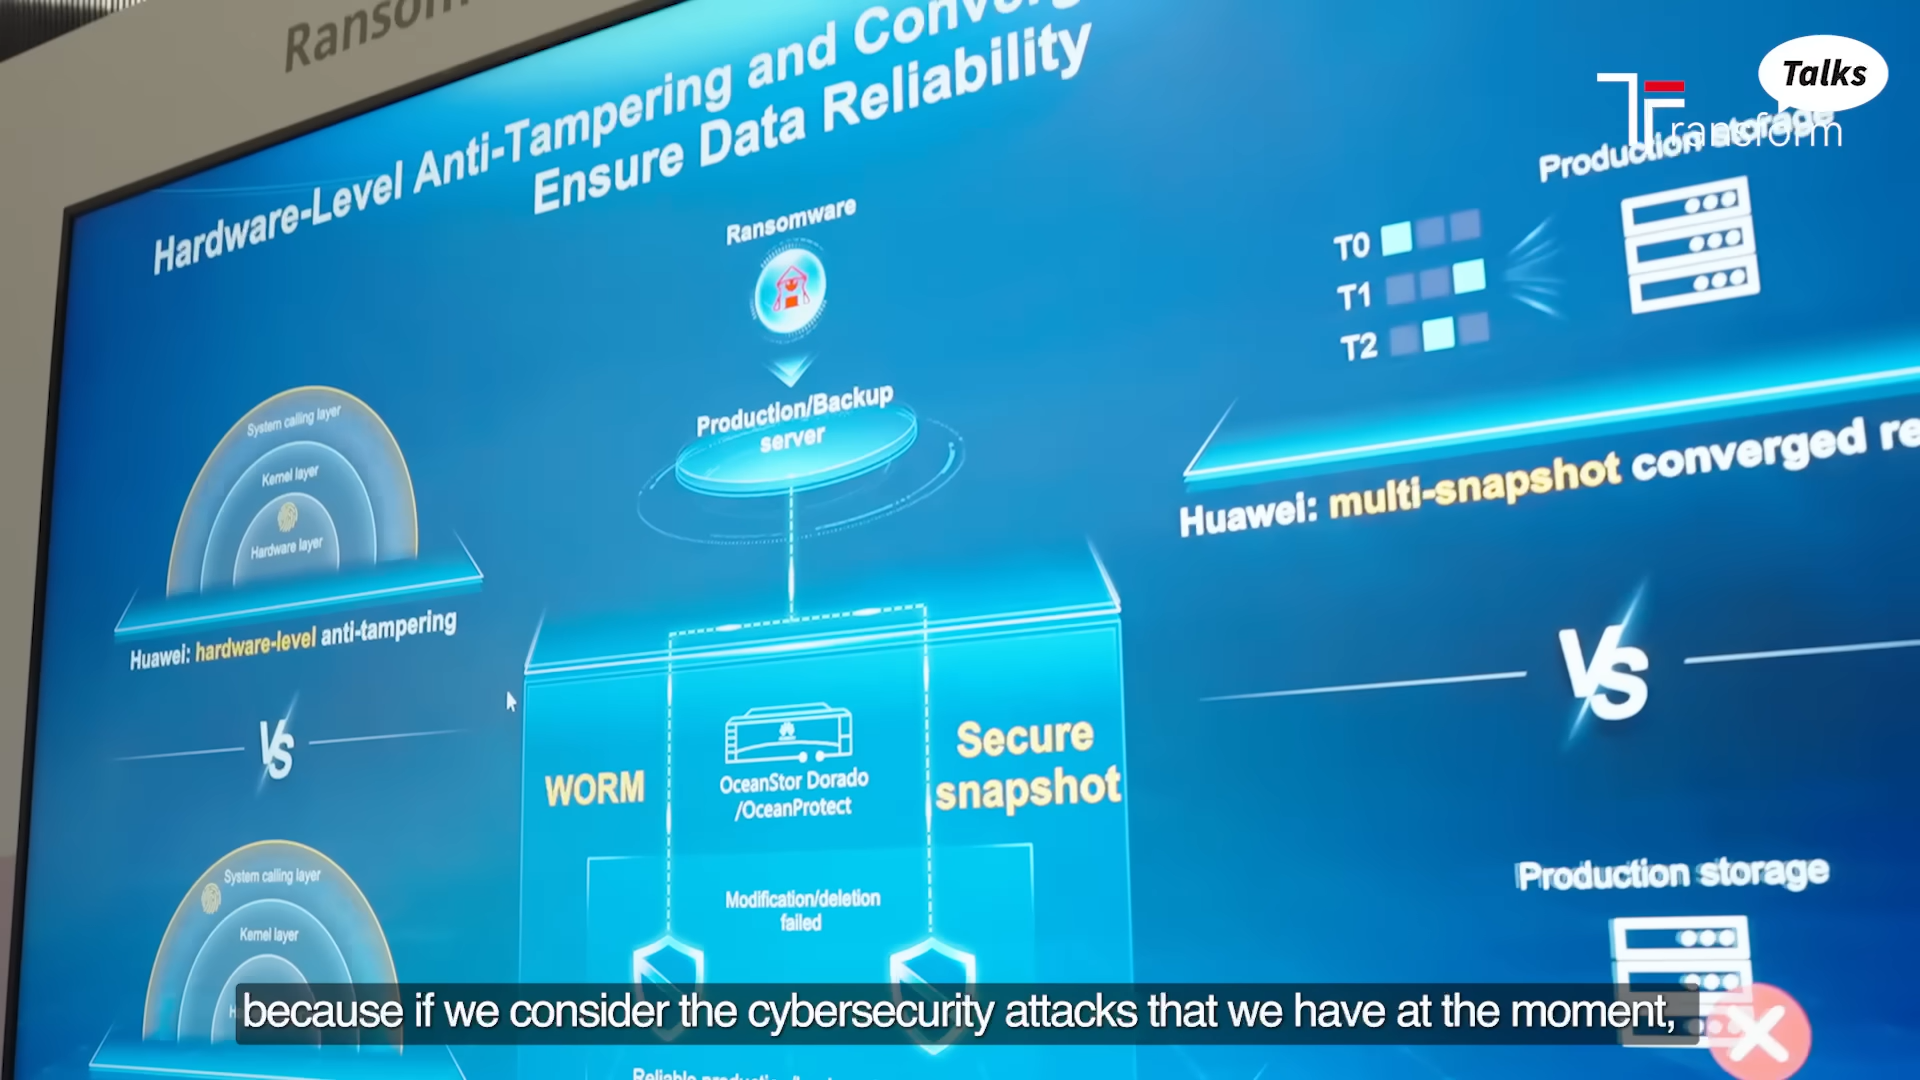 Talks
Transform
Hardware-Level Anti-Tampering and
Ensure Data Reliability
Ransomware
Production storage
T0
T1
T2
Production/Backup
server
System calling layer
Kernel layer
Hardware layer
Huawei: hardware-level anti-tampering
Huawei: multi-snapshot converged
VS
VS
WORM
OceanStor Dorado
/OceanProtect
Secure
snapshot
Modification/deletion
failed
System calling layer
Kernel layer
Production storage
because if we consider the cybersecurity attacks that we have at the moment,